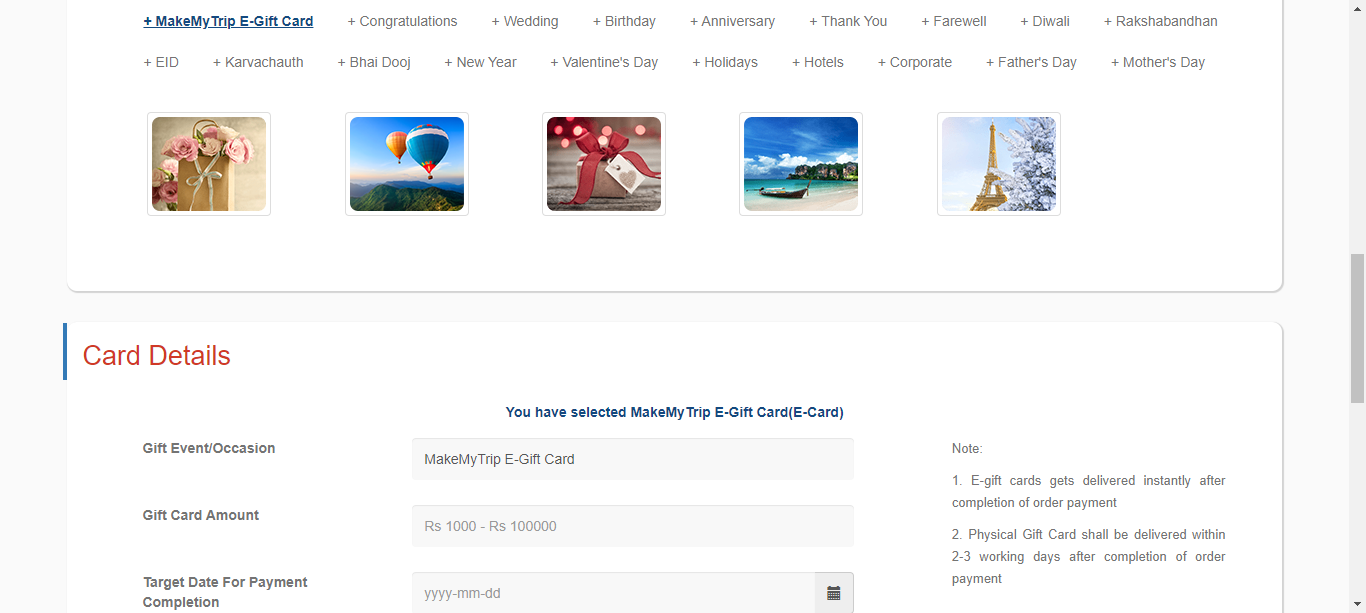 + MakeMyTrip E-Gift Card + Congratulations + Wedding + Birthday + Anniversary + Thank You + Farewell + Diwali + Rakshabandhan
+ EID + Karvachauth + Bhai Dooj + New Year + Valentine's Day + Holidays + Hotels + Corporate + Father's Day + Mother's Day
Card Details
You have selected MakeMyTrip E-Gift Card(E-Card)
Gift Event/Occasion
MakeMyTrip E-Gift Card
Gift Card Amount
Rs 1000 - Rs 100000
Target Date For Payment
Completion
yyyy-mm-dd
Note:
1. E-gift cards gets delivered instantly after
completion of order payment
2. Physical Gift Card shall be delivered within
2-3 working days after completion of order
payment